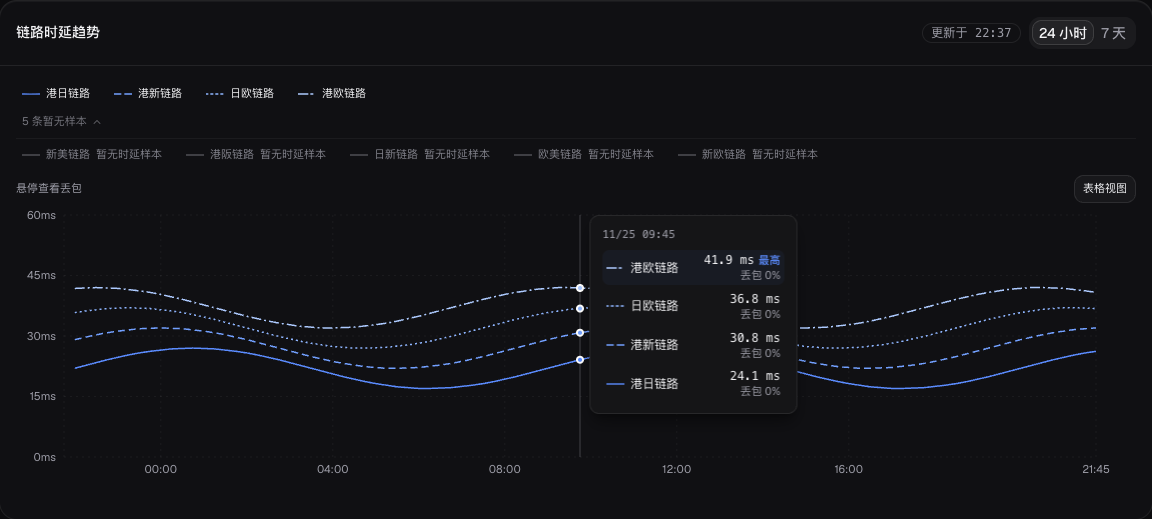 链路时延趋势
更新于 22:37
24 小时
7 天
港日链路
港新链路
日欧链路
港欧链路
5 条暂无样本
新美链路 暂无时延样本
港阪链路 暂无时延样本
日新链路 暂无时延样本
欧美链路 暂无时延样本
新欧链路 暂无时延样本
悬停查看丢包
表格视图
60ms
45ms
30ms
15ms
0ms
11/25 09:45
港欧链路 41.9 ms 最高
丢包 0%
日欧链路 36.8 ms
丢包 0%
港新链路 30.8 ms
丢包 0%
港日链路 24.1 ms
丢包 0%
00:00
04:00
08:00
12:00
16:00
21:45